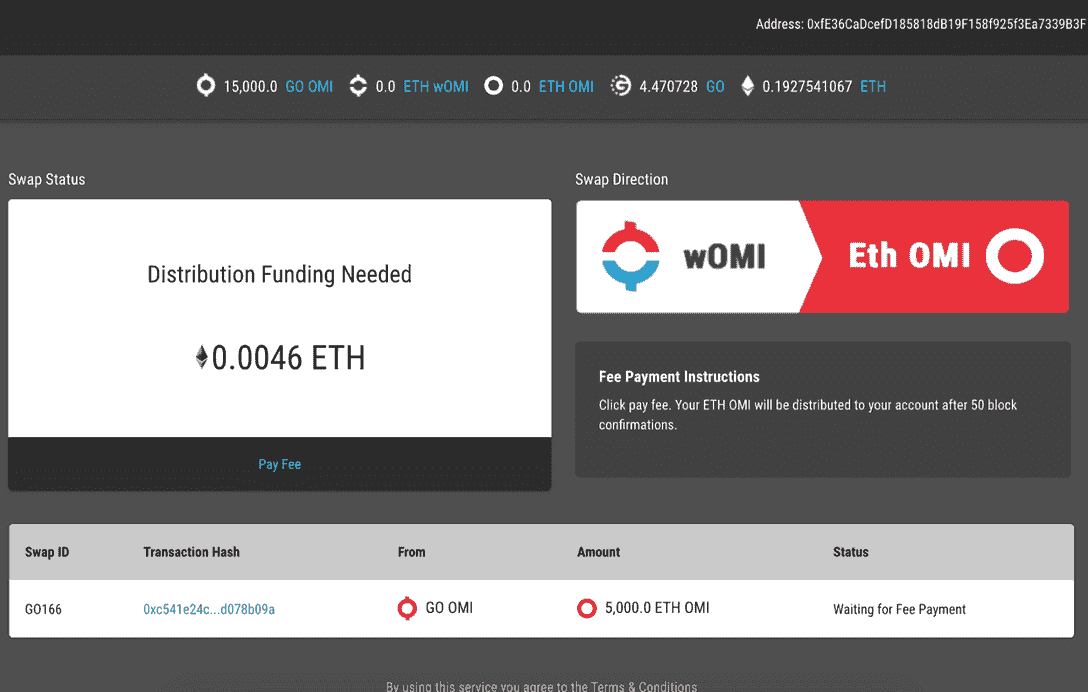 Address: 0xfE36CaDcefD185818dB19F158f925f3Ea7339B3F
15,000.0 GO OMI 0.0 ETH wOMI 0.0 ETH OMI 4.470728 GO 0.1927541067 ETH
Swap Status
Distribution Funding Needed
0.0046 ETH
Pay Fee
Swap Direction
wOMI Eth OMI
Fee Payment Instructions
Click pay fee. Your ETH OMI will be distributed to your account after 50 block
confirmations.
Swap ID Transaction Hash From Amount Status
GO166 0xc541e24c...d078b09a GO OMI 5,000.0 ETH OMI Waiting for Fee Payment
By using this service you agree to the Terms & Conditions